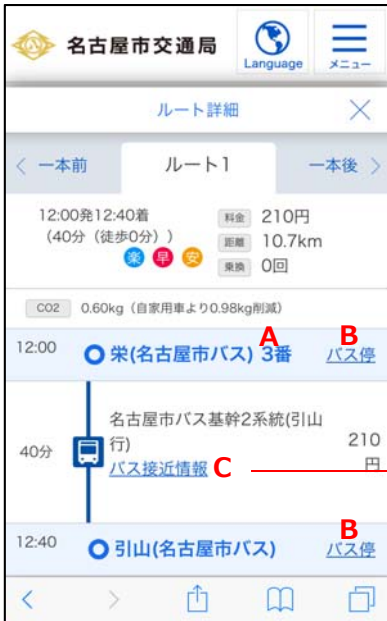 名古屋市交通局
Language
メニュー
ルート詳細
一本前
ルート1
一本後
12:00発12:40着
(40分(徒歩0分))
楽 早 安
料金 210円
距離 10.7km
乗換 0回
CO2 0.60kg(自家用車より0.98kg削減)
A B
12:00 栄(名古屋市バス) 3番 バス停
40分
名古屋市バス基幹2系統(引山
行)
210
円
バス接近情報 C
B
12:40 引山(名古屋市バス) バス停